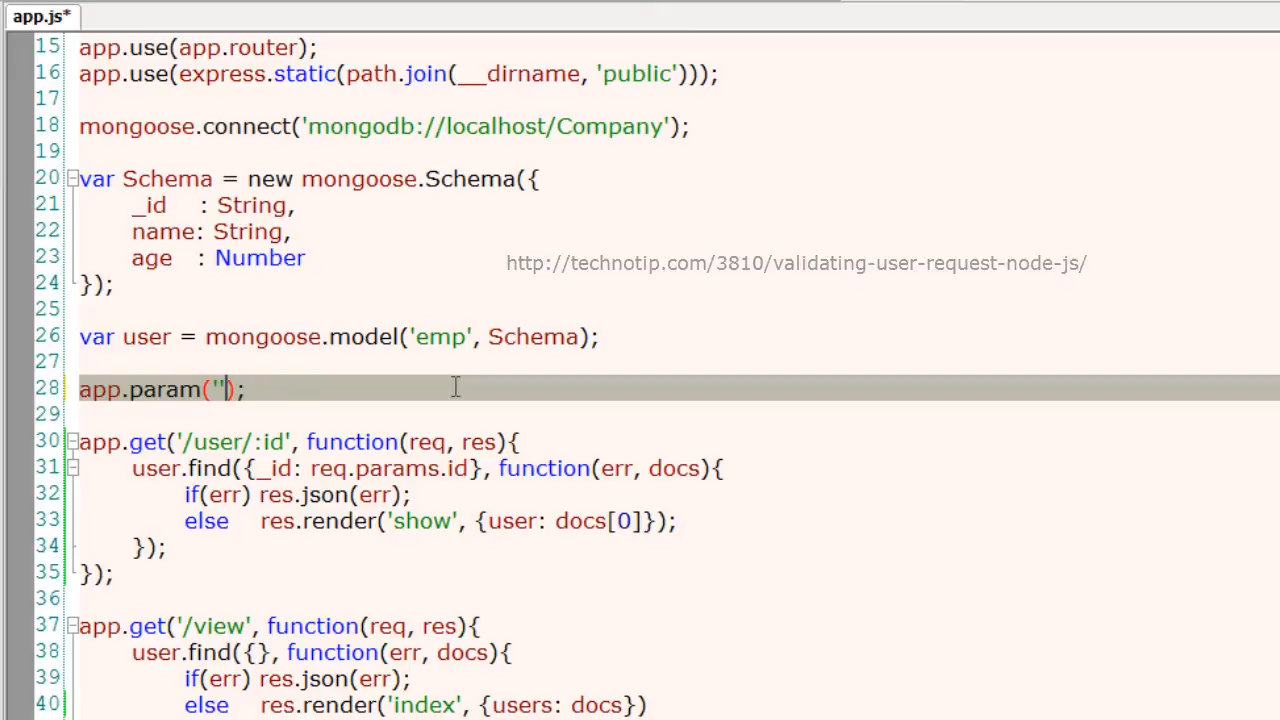 app.js*
15 app.use(app.router);
16 app.use(express.static(path.join(__dirname, 'public')));
17
18 mongoose.connect('mongodb://localhost/Company');
19
20 var Schema = new mongoose.Schema({
21 _id : String,
22 name: String,
23 age : Number
http://technotip.com/3810/validating-user-request-node-js/
24 });
25
26 var user = mongoose.model('emp', Schema);
27
28 app.param('');
29
30 app.get('/user/:id', function(req, res){
31 user.find({_id: req.params.id}, function(err, docs){
32 if(err) res.json(err);
33 else res.render('show', {user: docs[0]});
34 });
35 });
36
37 app.get('/view', function(req, res){
38 user.find({}, function(err, docs){
39 if(err) res.json(err);
40 else res.render('index', {users: docs})